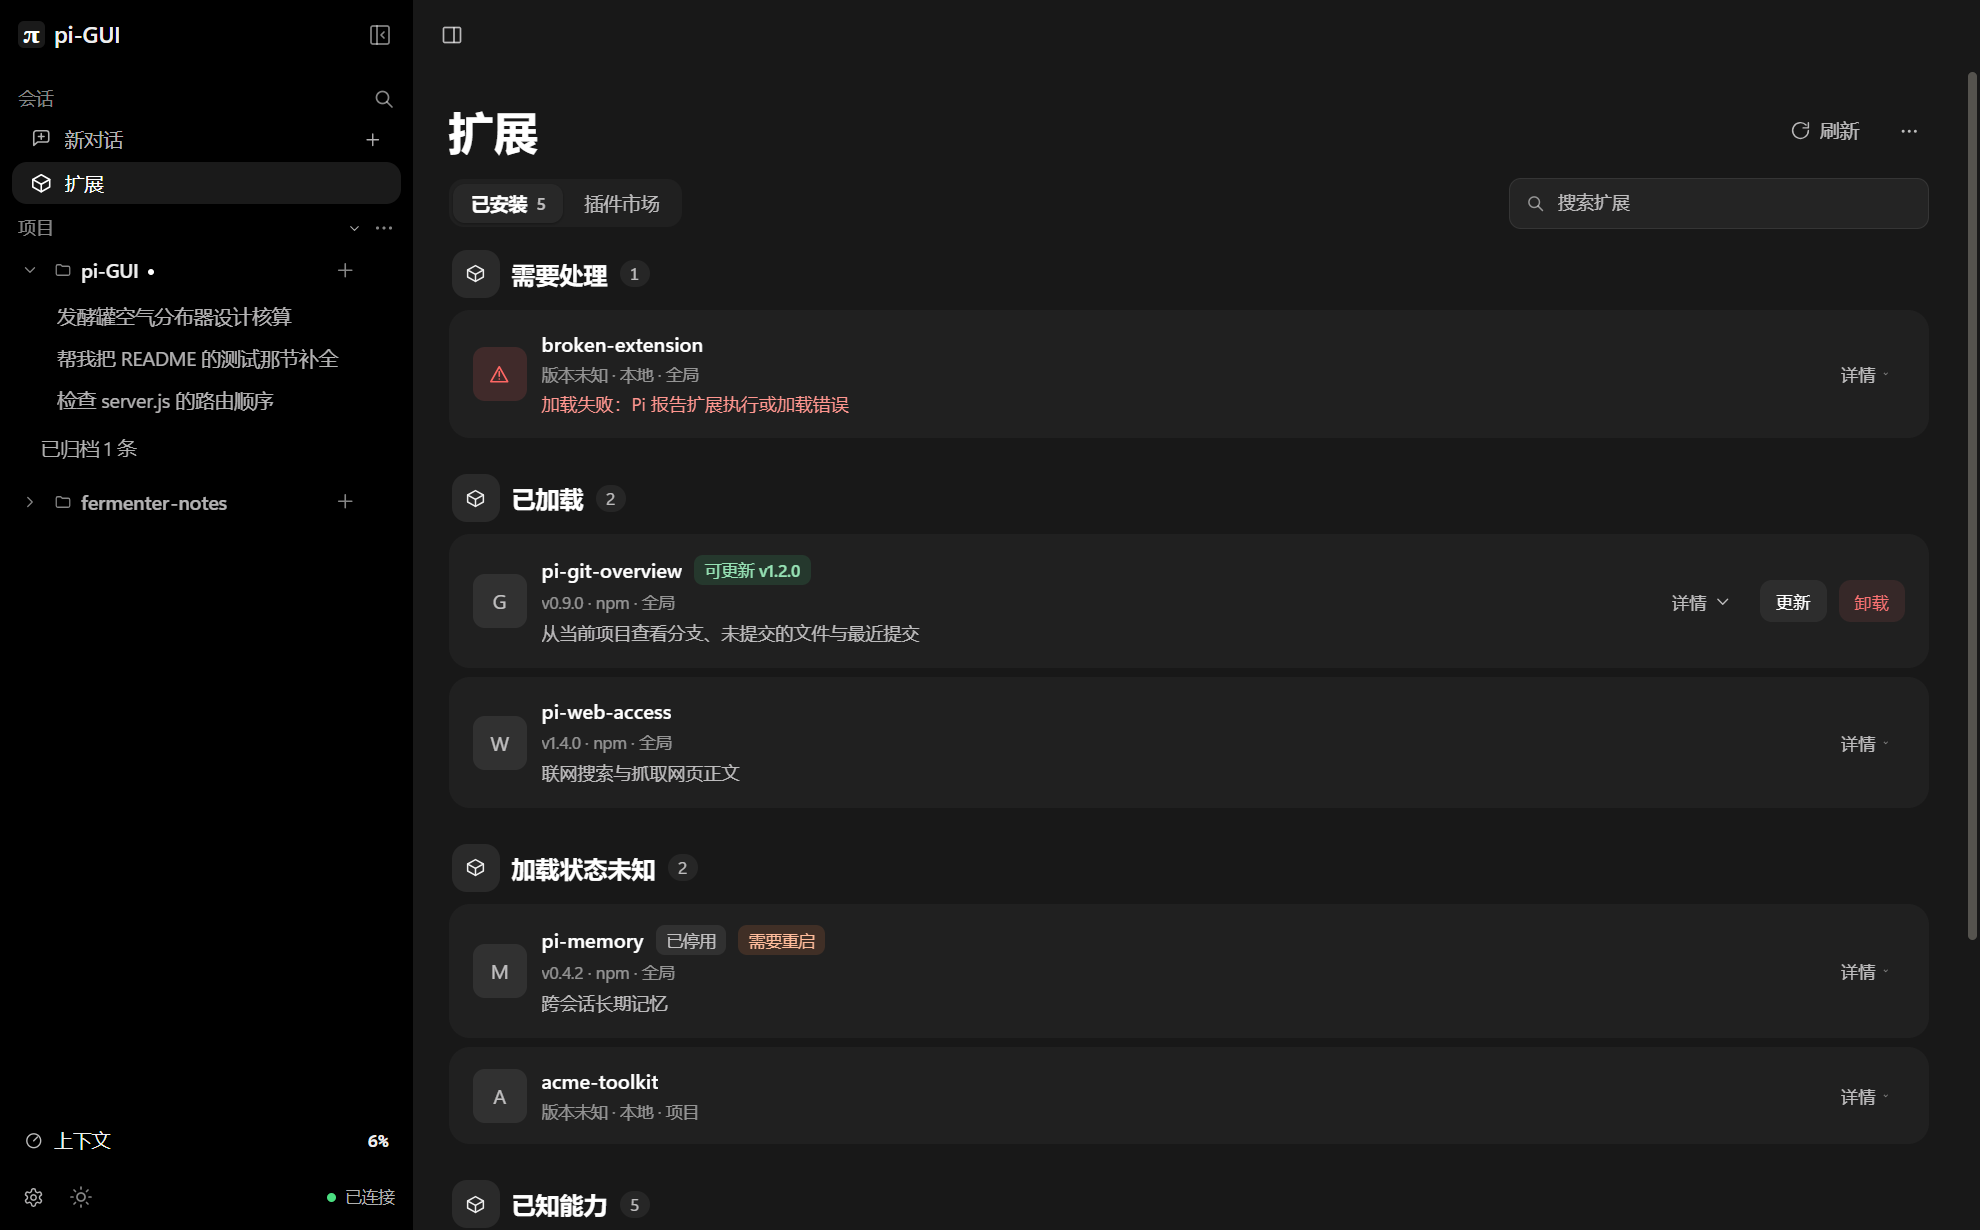 π pi-GUI
会话
新对话
扩展
项目
pi-GUI •
发酵罐空气分布器设计核算
帮我把 README 的测试那节补全
检查 server.js 的路由顺序
已归档 1 条
fermenter-notes
上下文 6%
已连接
扩展
刷新
已安装 5
插件市场
搜索扩展
需要处理 1
broken-extension
版本未知 · 本地 · 全局
加载失败：Pi 报告扩展执行或加载错误
详情
已加载 2
G
pi-git-overview 可更新 v1.2.0
v0.9.0 · npm · 全局
从当前项目查看分支、未提交的文件与最近提交
详情 更新 卸载
W
pi-web-access
v1.4.0 · npm · 全局
联网搜索与抓取网页正文
详情
加载状态未知 2
M
pi-memory 已停用 需要重启
v0.4.2 · npm · 全局
跨会话长期记忆
详情
A
acme-toolkit
版本未知 · 本地 · 项目
详情
已知能力 5